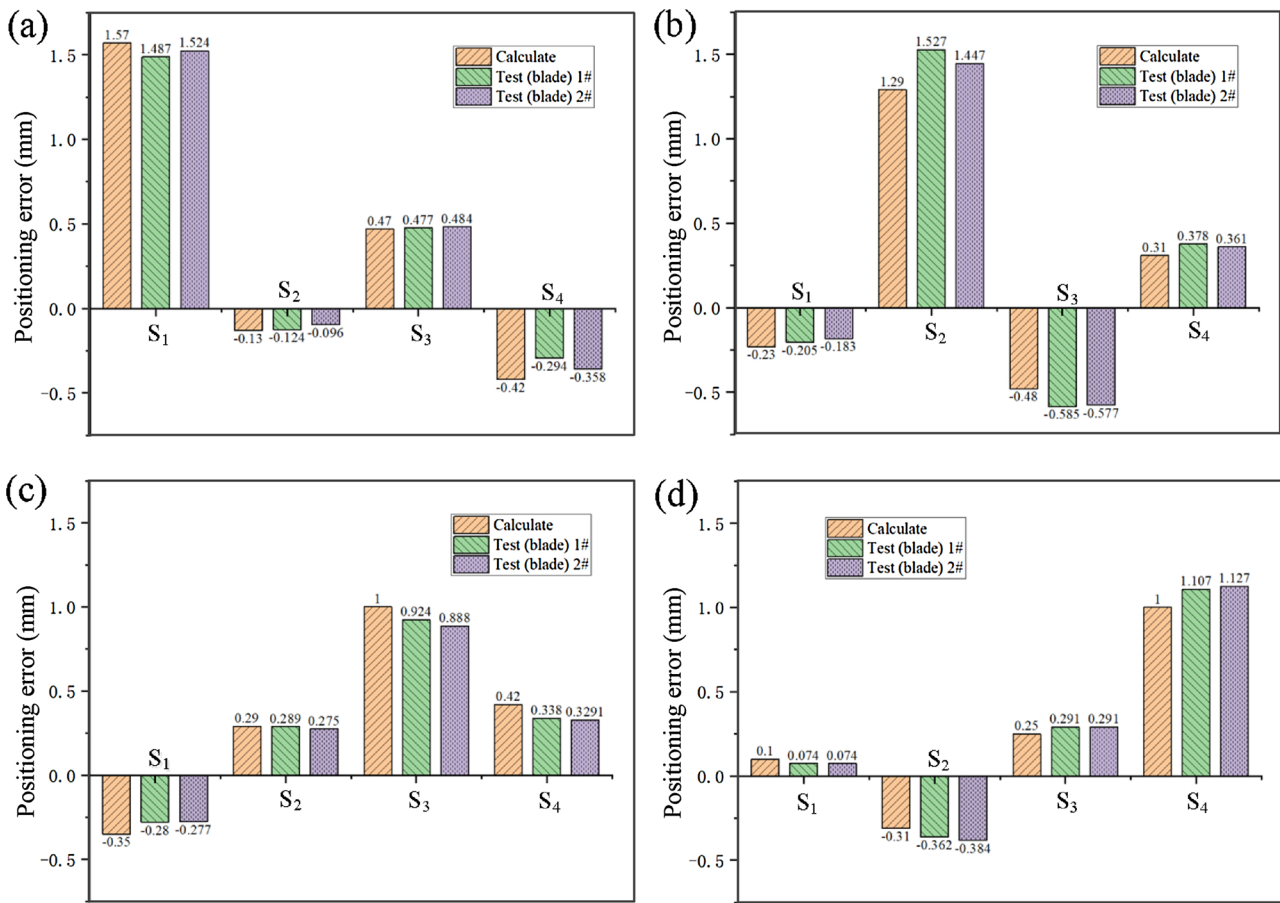 (a)
Positioning error (mm)
1.5
1.0
0.5
0.0
-0.5
Calculate
Test (blade) 1#
Test (blade) 2#
1.57 1.487 1.524
-0.13 -0.124 -0.096
0.47 0.477 0.484
-0.42 -0.294 -0.358
S1 S2 S3 S4
(b)
Positioning error (mm)
1.5
1.0
0.5
0.0
-0.5
Calculate
Test (blade) 1#
Test (blade) 2#
-0.23 -0.205 -0.183
1.29 1.527 1.447
-0.48 -0.585 -0.577
0.31 0.378 0.361
S1 S2 S3 S4
(c)
Positioning error (mm)
1.5
1.0
0.5
0.0
-0.5
Calculate
Test (blade) 1#
Test (blade) 2#
-0.35 -0.28 -0.277
0.29 0.289 0.275
1 0.924 0.888
0.42 0.338 0.3291
S1 S2 S3 S4
(d)
Positioning error (mm)
1.5
1.0
0.5
0.0
-0.5
Calculate
Test (blade) 1#
Test (blade) 2#
0.1 0.074 0.074
-0.31 -0.362 -0.384
0.25 0.291 0.291
1 1.107 1.127
S1 S2 S3 S4